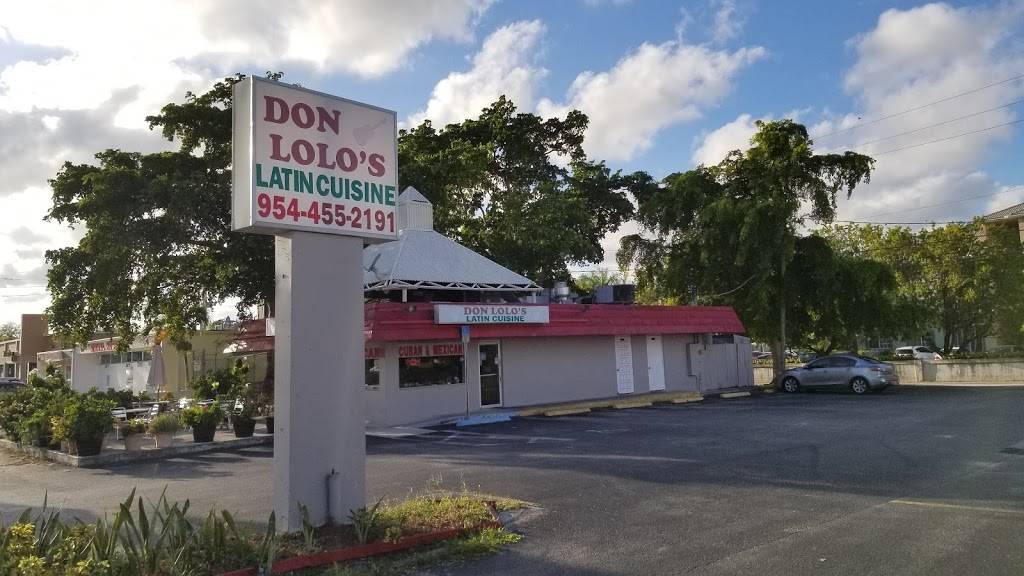 DON
LOLO'S
LATIN CUISINE
954-455-2191
DON LOLO'S
LATIN CUISINE
CUBAN & MEXICAN